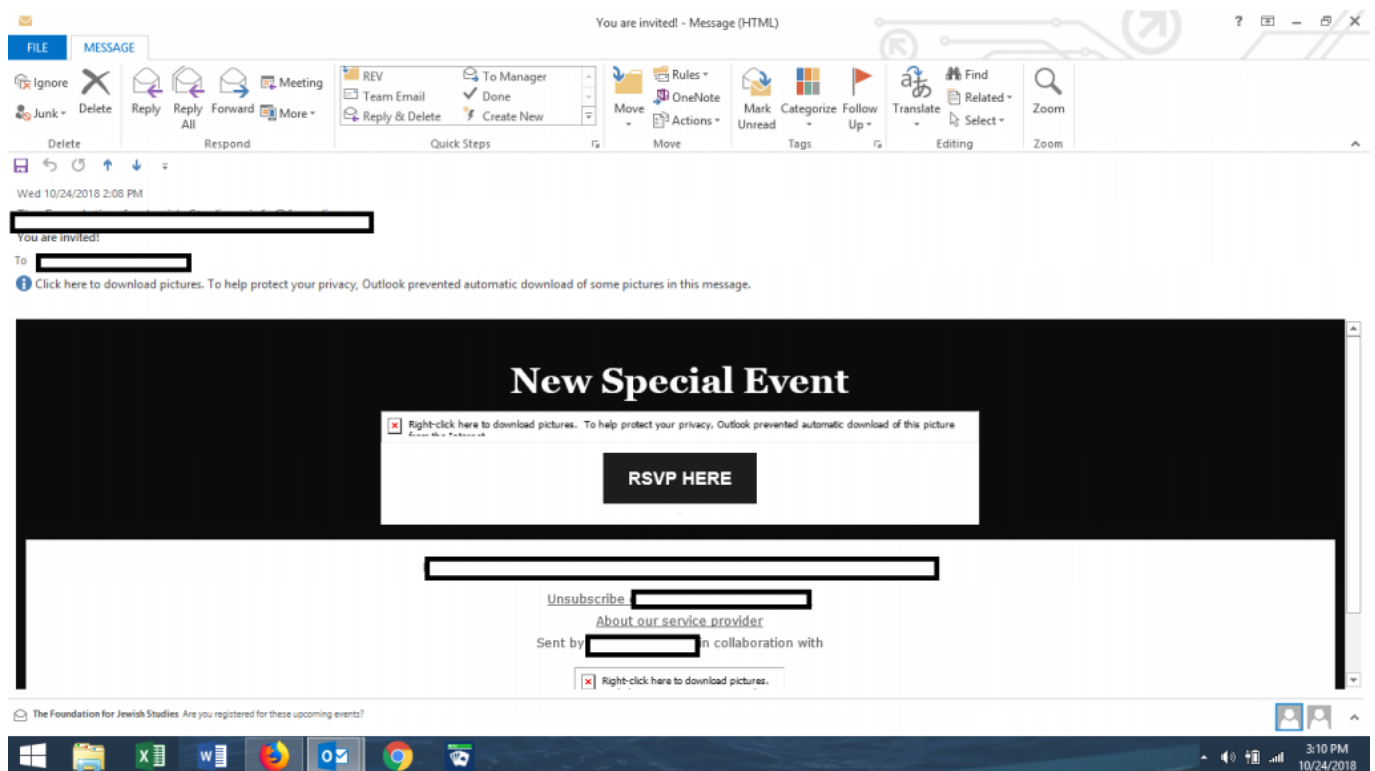 You are invited! - Message (HTML)
FILE MESSAGE
Ignore
Junk
Delete
Reply
Reply All
Forward
Meeting
More
REV
Team Email
Reply & Delete
To Manager
Done
Create New
Move
Rules
OneNote
Actions
Mark Unread
Categorize
Follow Up
Translate
Find
Related
Select
Zoom
Delete Respond Quick Steps Move Tags Editing Zoom
Wed 10/24/2018 2:08 PM
You are invited!
To
Click here to download pictures. To help protect your privacy, Outlook prevented automatic download of some pictures in this message.
New Special Event
Right-click here to download pictures. To help protect your privacy, Outlook prevented automatic download of this picture
from the Internet
RSVP HERE
Unsubscribe
About our service provider
Sent by in collaboration with
Right-click here to download pictures.
The Foundation for Jewish Studies Are you registered for these upcoming events?
3:10 PM
10/24/2018